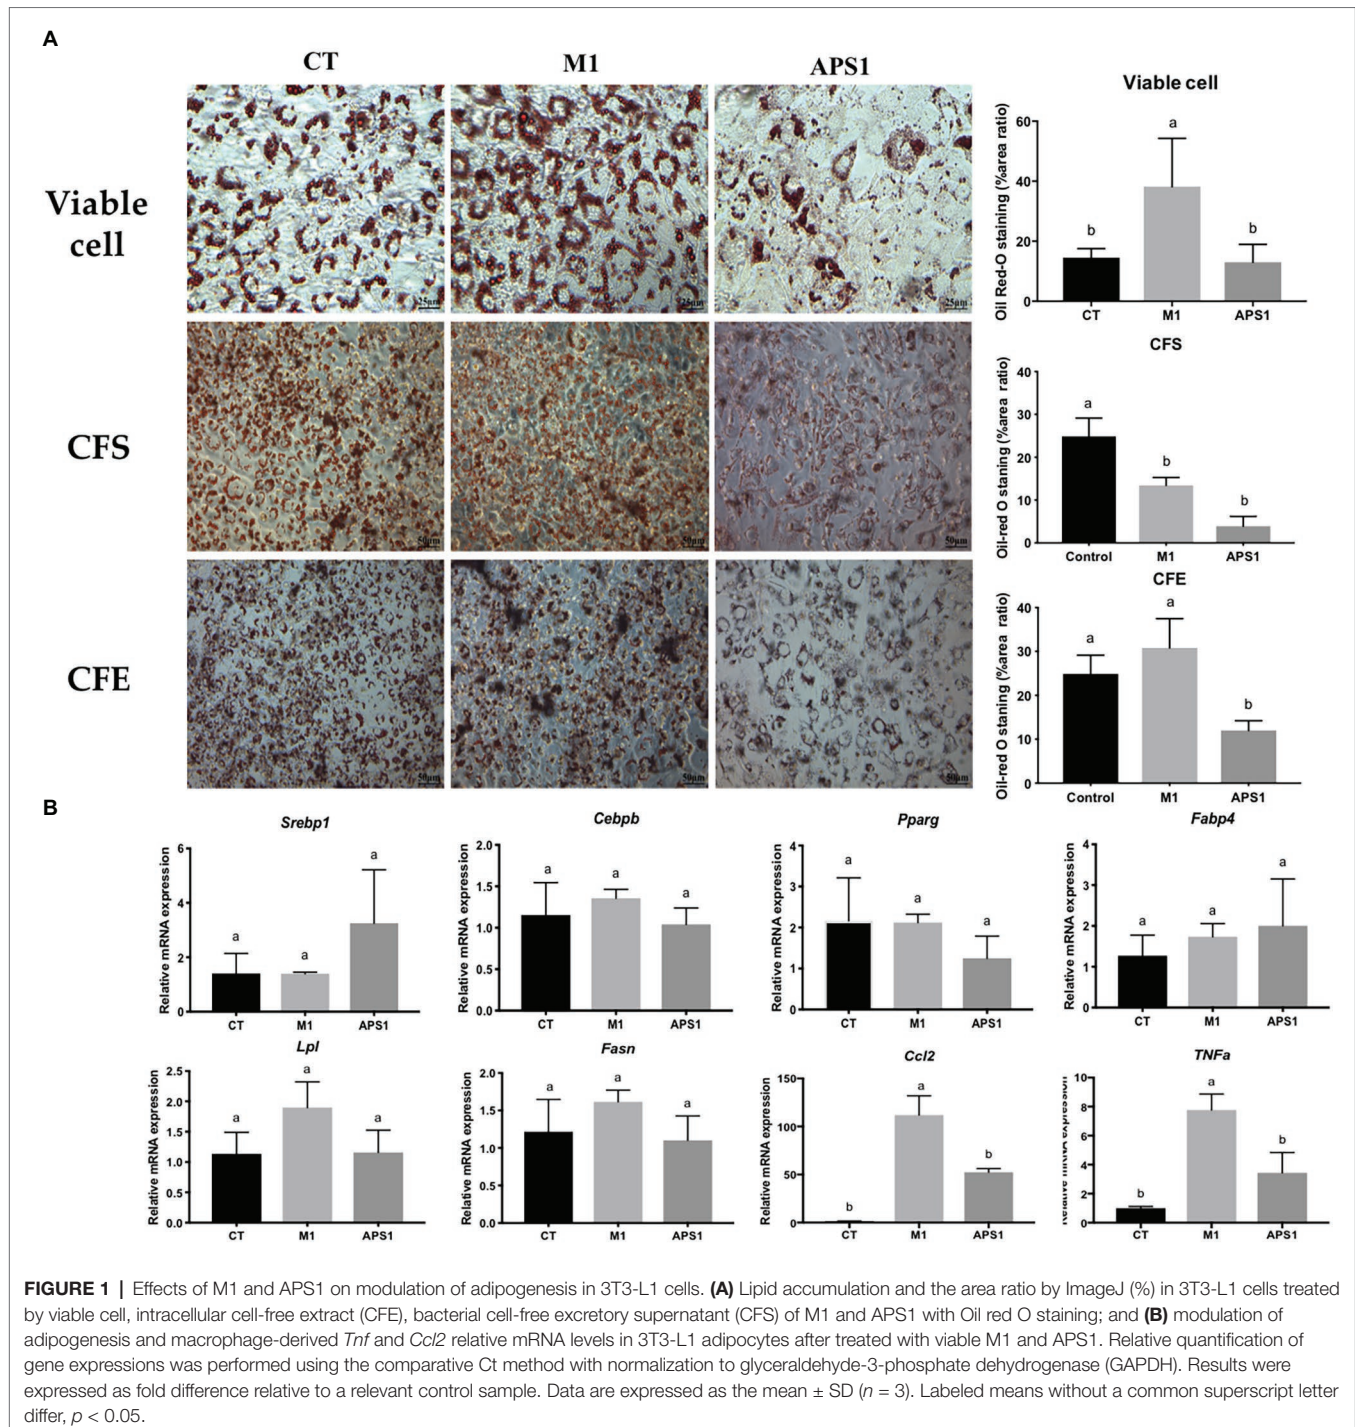 A
CT
M1
APS1
Viable
cell
25μm
25μm
25μm
CFS
50μm
50μm
50μm
CFE
50μm
50μm
50μm
Viable cell
Oil Red-O staining (%area ratio)
60
40
20
0
b
a
b
CT
M1
APS1
CFS
Oil-red O staning (%area ratio)
40
30
20
10
0
a
b
b
Control
M1
APS1
CFE
Oil-red O staning (%area ratio)
40
30
20
10
0
a
a
b
Control
M1
APS1
B
Srebp1
Relative mRNA expression
6
4
2
0
a
a
a
CT
M1
APS1
Cebpb
Relative mRNA expression
2.0
1.5
1.0
0.5
0.0
a
a
a
CT
M1
APS1
Pparg
Relative mRNA expression
4
3
2
1
0
a
a
a
CT
M1
APS1
Fabp4
Relative mRNA expression
4
3
2
1
0
a
a
a
CT
M1
APS1
Lpl
Relative mRNA expression
2.5
2.0
1.5
1.0
0.5
0.0
a
a
a
CT
M1
APS1
Fasn
Relative mRNA expression
2.0
1.5
1.0
0.5
0.0
a
a
a
CT
M1
APS1
Ccl2
Relative mRNA expression
150
100
50
0
b
a
b
CT
M1
APS1
TNFa
Relative mRNA expression
10
8
6
4
2
0
b
a
b
CT
M1
APS1
FIGURE 1 | Effects of M1 and APS1 on modulation of adipogenesis in 3T3-L1 cells. (A) Lipid accumulation and the area ratio by ImageJ (%) in 3T3-L1 cells treated
by viable cell, intracellular cell-free extract (CFE), bacterial cell-free excretory supernatant (CFS) of M1 and APS1 with Oil red O staining; and (B) modulation of
adipogenesis and macrophage-derived Tnf and Ccl2 relative mRNA levels in 3T3-L1 adipocytes after treated with viable M1 and APS1. Relative quantification of
gene expressions was performed using the comparative Ct method with normalization to glyceraldehyde-3-phosphate dehydrogenase (GAPDH). Results were
expressed as fold difference relative to a relevant control sample. Data are expressed as the mean ± SD (n = 3). Labeled means without a common superscript letter
differ, p < 0.05.